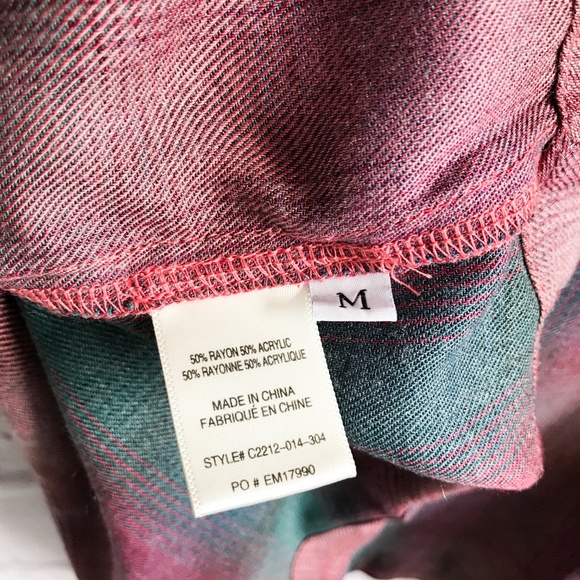 M
50% RAYON 50% ACRYLIC
50% RAYONNE 50% ACRYLIQUE
MADE IN CHINA
FABRIQUÉ EN CHINE
STYLE# C2212-014-304
PO # EM17990